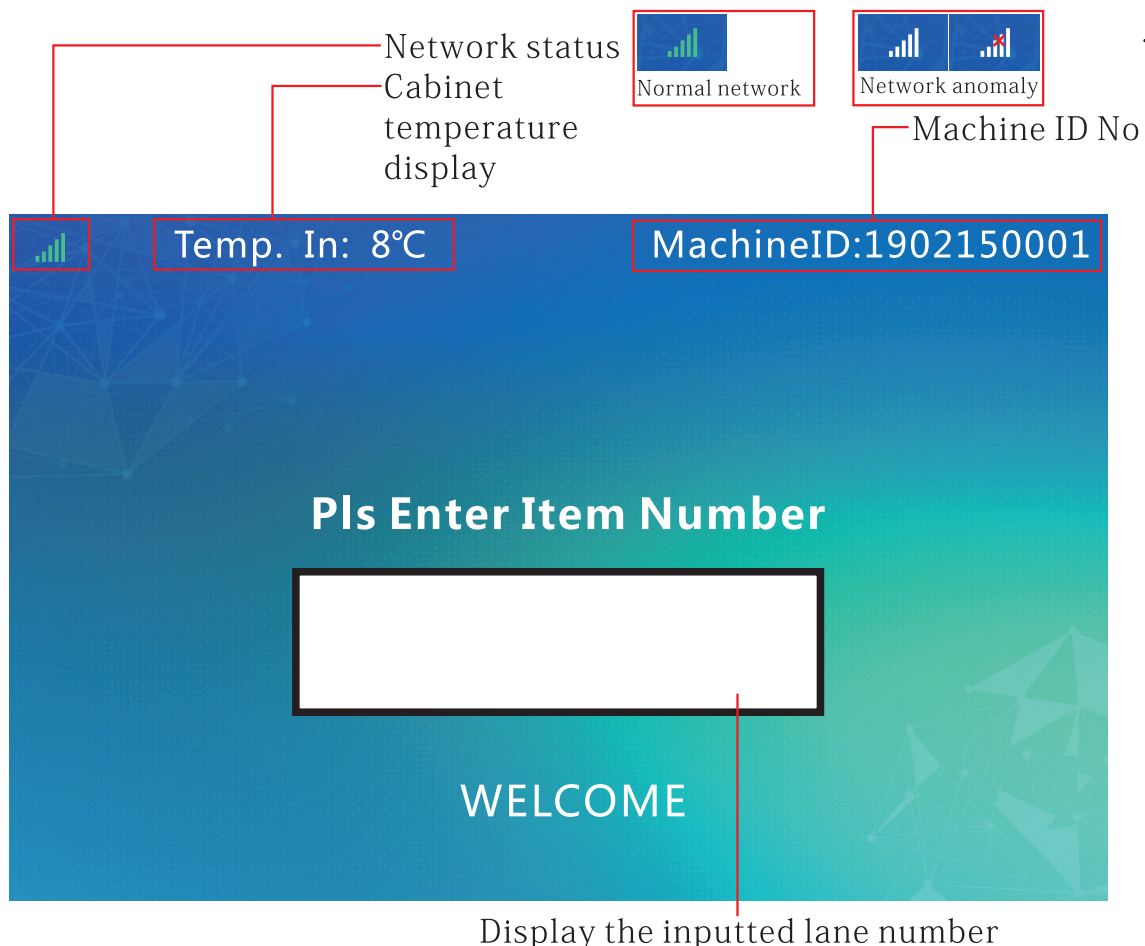 Network status
Normal network
Network anomaly
Cabinet
temperature
display
Machine ID No
Temp. In: 8℃
MachineID:1902150001
Pls Enter Item Number
WELCOME
Display the inputted lane number